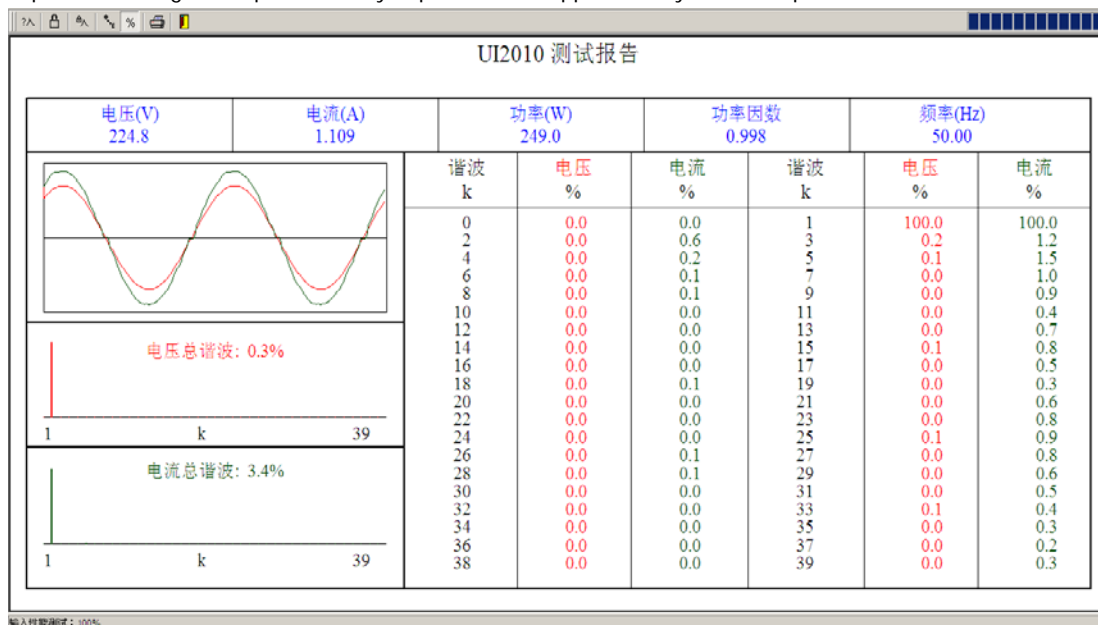 UI2010 测试报告
电压(V) 电流(A) 功率(W) 功率因数 频率(Hz)
224.8 1.109 249.0 0.998 50.00
谐波 电压 电流 谐波 电压 电流
k % % k % %
0 0.0 0.0 1 100.0 100.0
2 0.0 0.6 3 0.2 1.2
4 0.0 0.2 5 0.1 1.5
6 0.0 0.1 7 0.0 1.0
8 0.0 0.1 9 0.0 0.9
10 0.0 0.0 11 0.0 0.4
12 0.0 0.0 13 0.0 0.7
14 0.0 0.0 15 0.1 0.8
16 0.0 0.0 17 0.0 0.5
18 0.0 0.1 19 0.0 0.3
20 0.0 0.0 21 0.0 0.6
22 0.0 0.0 23 0.0 0.8
24 0.0 0.0 25 0.1 0.9
26 0.0 0.1 27 0.0 0.8
28 0.0 0.1 29 0.0 0.6
30 0.0 0.0 31 0.0 0.5
32 0.0 0.0 33 0.1 0.4
34 0.0 0.0 35 0.0 0.3
36 0.0 0.0 37 0.0 0.2
38 0.0 0.0 39 0.0 0.3
电压总谐波: 0.3%
1 k 39
电流总谐波: 3.4%
1 k 39